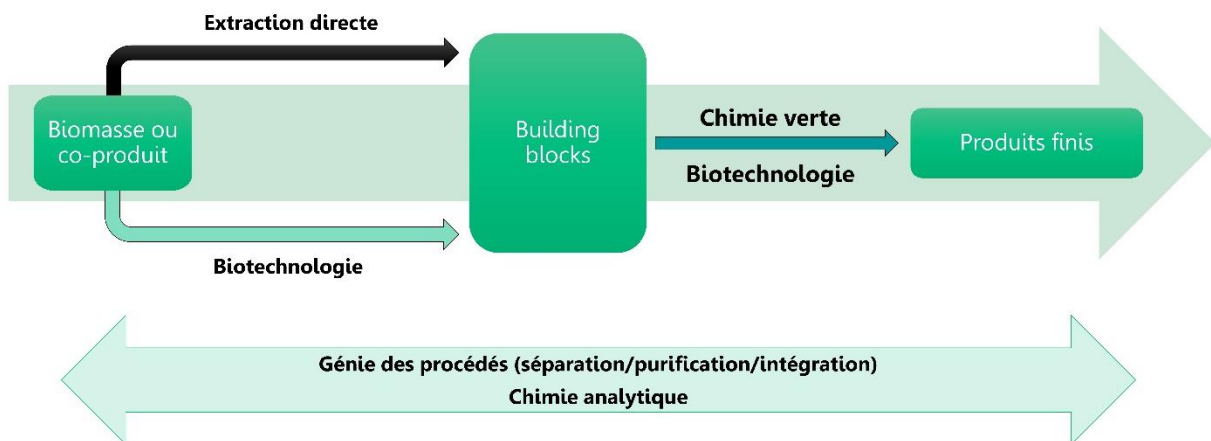 Extraction directe
Biomasse ou
co-produit
Building
blocks
Chimie verte
Biotechnologie
Produits finis
Biotechnologie
Génie des procédés (séparation/purification/intégration)
Chimie analytique